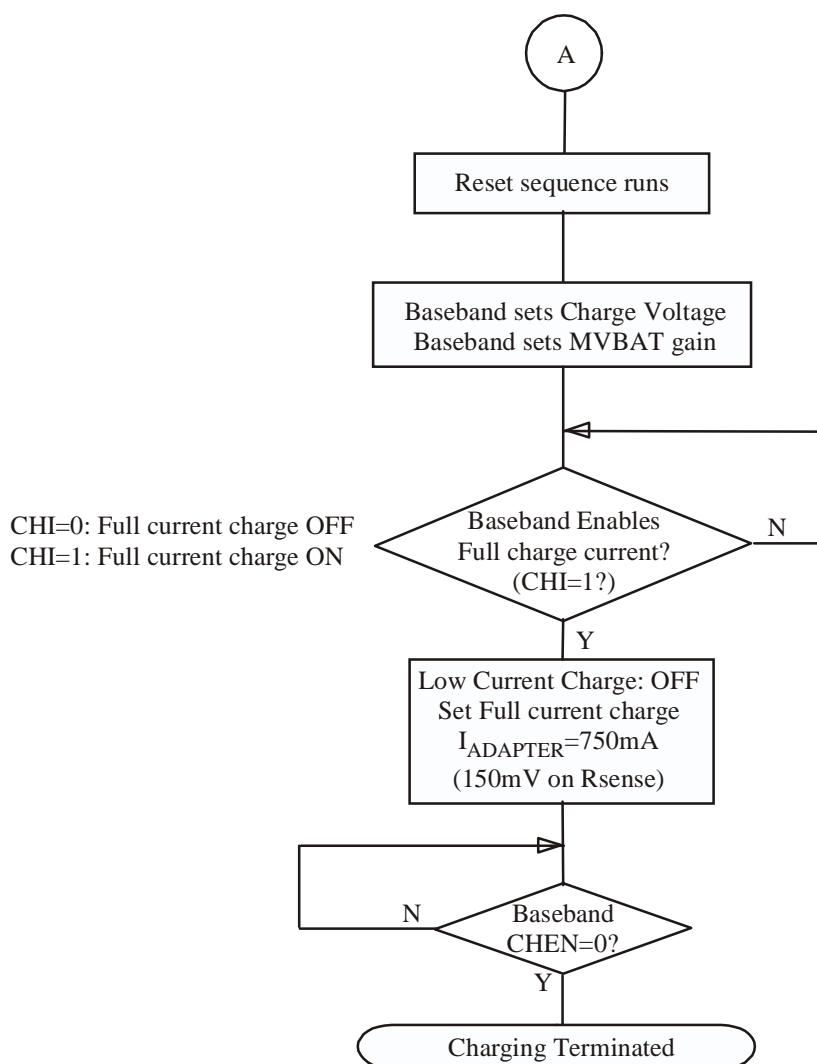 A
Reset sequence runs
Baseband sets Charge Voltage
Baseband sets MVBAT gain
CHI=0: Full current charge OFF
CHI=1: Full current charge ON
Baseband Enables
Full charge current?
(CHI=1?)
N
Y
Low Current Charge: OFF
Set Full current charge
I_ADAPTER=750mA
(150mV on Rsense)
N
Baseband
CHEN=0?
Y
Charging Terminated